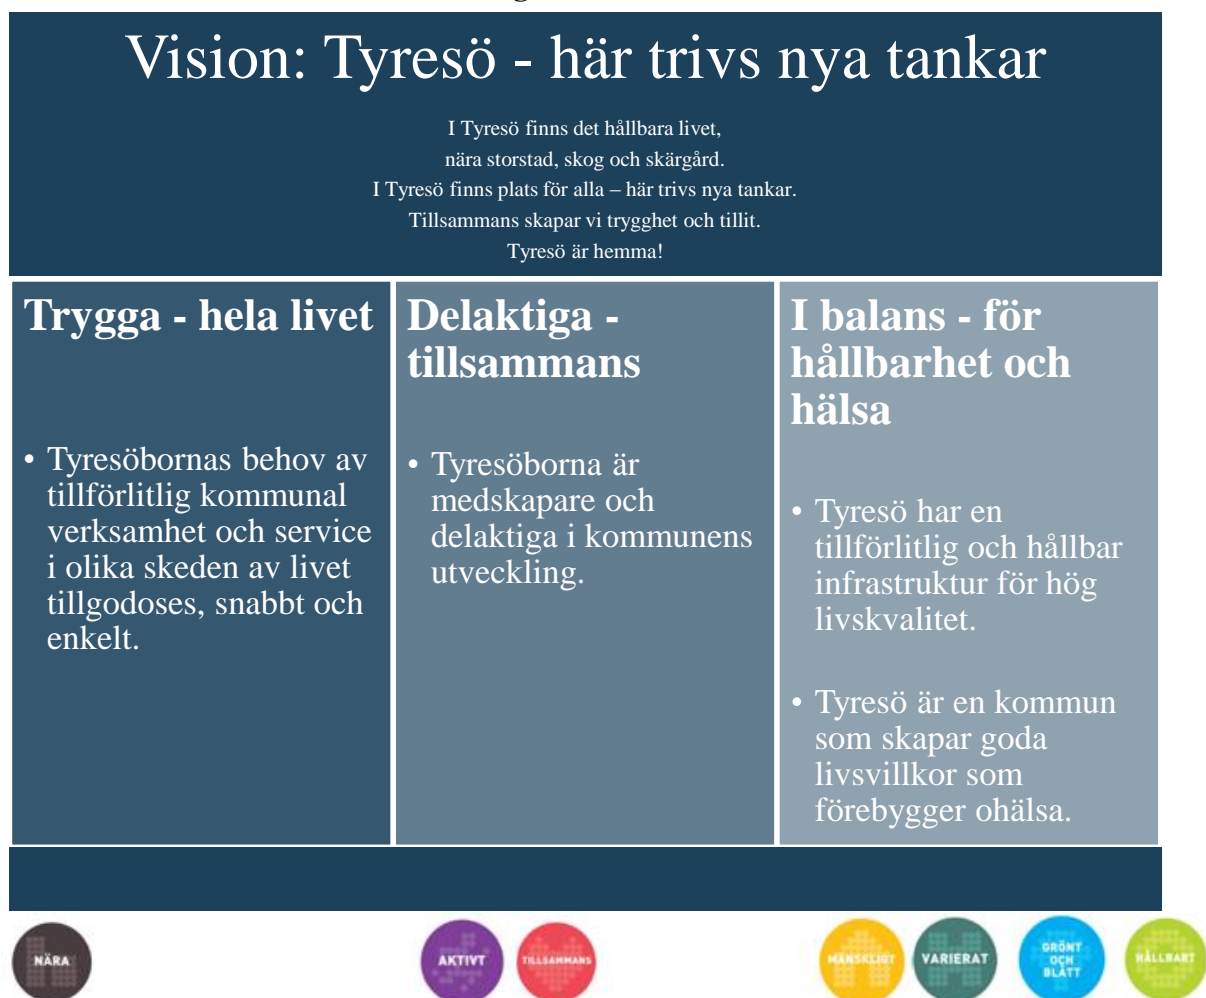 Vision: Tyresö - här trivs nya tankar
I Tyresö finns det hållbara livet,
nära storstad, skog och skärgård.
I Tyresö finns plats för alla – här trivs nya tankar.
Tillsammans skapar vi trygghet och tillit.
Tyresö är hemma!
Trygga - hela livet
• Tyresöbornas behov av
tillförlitlig kommunal
verksamhet och service
i olika skeden av livet
tillgodoses, snabbt och
enkelt.
Delaktiga -
tillsammans
• Tyresöborna är
medskapare och
delaktiga i kommunens
utveckling.
I balans - för
hållbarhet och
hälsa
• Tyresö har en
tillförlitlig och hållbar
infrastruktur för hög
livskvalitet.
• Tyresö är en kommun
som skapar goda
livsvillkor som
förebygger ohälsa.
NÄRA
AKTIVT
TILLSAMMANS
MÄNSKLIGT
VARIERAT
GRÖNT
OCH
BLÅTT
HÅLLBART